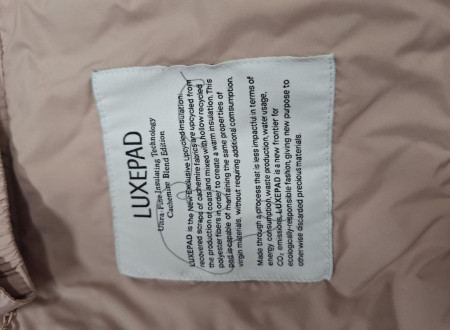 LUXEPAD
Ultra-Fine Insulating Technology
Cashmere Blend Edition
LUXEPAD is the New Exclusive upcycled insulation:
recovered scraps of cachemire fabrics are upcycled from
the production of coats and mixed with hollow recycled
polyester fibers in order to create a warm insulation. This
pad is capable of mantaining the same properties of
virgin materials, without requiring additional comsumption.
Made through a process that is less impactful in terms of
energy consumption, waste production, water usage,
CO₂ emissions, LUXEPAD is a new frontier for
ecologically-responsible fashion, giving new purpose to
otherwise discarded precious materials.